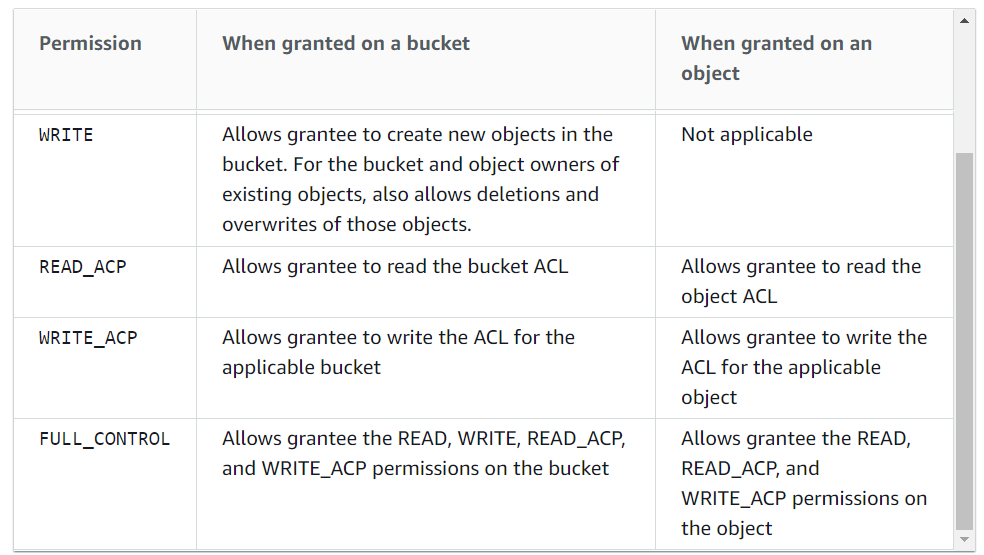 Permission
When granted on a bucket
When granted on an
object
WRITE
Allows grantee to create new objects in the
bucket. For the bucket and object owners of
existing objects, also allows deletions and
overwrites of those objects.
Not applicable
READ_ACP
Allows grantee to read the bucket ACL
Allows grantee to read the
object ACL
WRITE_ACP
Allows grantee to write the ACL for the
applicable bucket
Allows grantee to write the
ACL for the applicable
object
FULL_CONTROL
Allows grantee the READ, WRITE, READ_ACP,
and WRITE_ACP permissions on the bucket
Allows grantee the READ,
READ_ACP, and
WRITE_ACP permissions on
the object